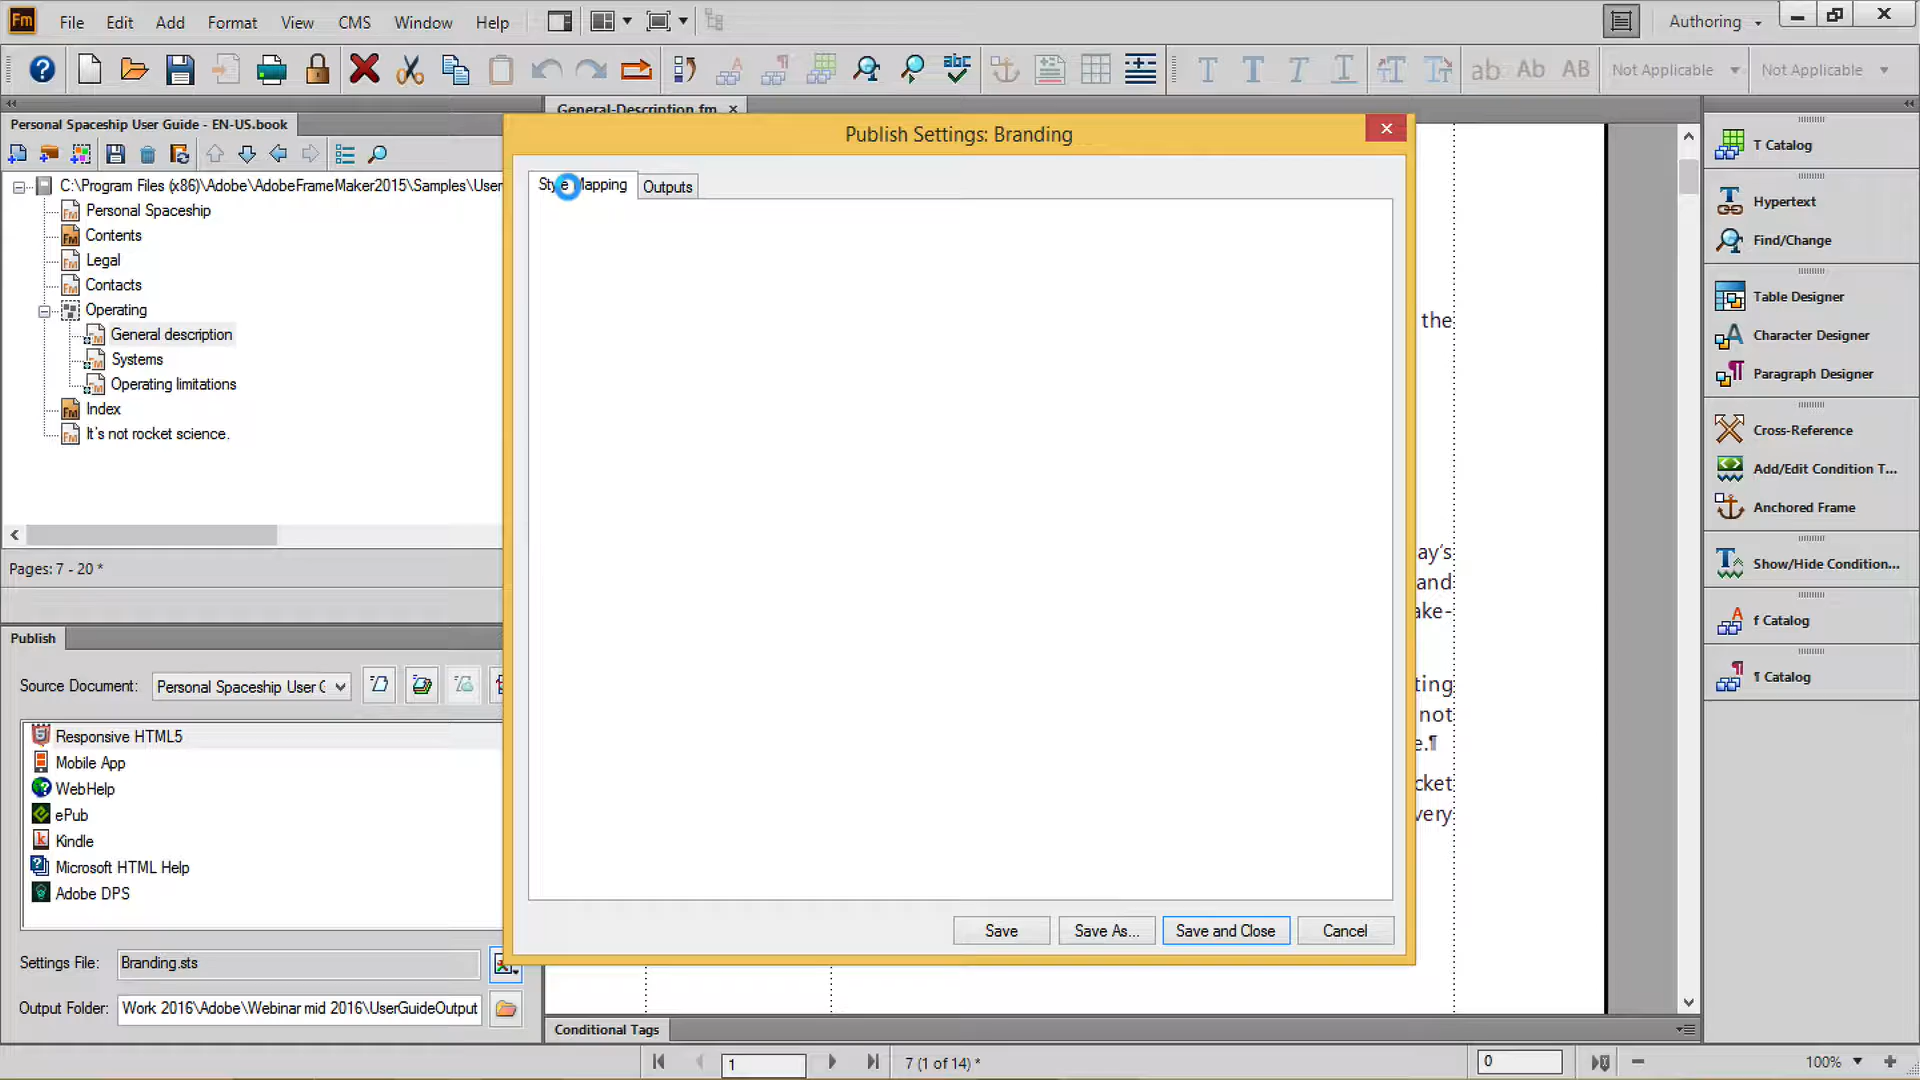 Fm File Edit Add Format View CMS Window Help Authoring
abc T T T T T T ab Ab AB Not Applicable Not Applicable
Personal Spaceship User Guide - EN-US.book
General-Description.fm
C:\Program Files (x86)\Adobe\AdobeFrameMaker2015\Samples\User
Personal Spaceship
Contents
Legal
Contacts
Operating
General description
Systems
Operating limitations
Index
It's not rocket science.
Pages: 7 - 20 *
Publish
Source Document: Personal Spaceship User G
Responsive HTML5
Mobile App
WebHelp
ePub
Kindle
Microsoft HTML Help
Adobe DPS
Settings File: Branding.sts
Output Folder: Work 2016\Adobe\Webinar mid 2016\UserGuideOutput
Publish Settings: Branding
Style Mapping Outputs
Save Save As... Save and Close Cancel
the
ay's
and
ake-
ting
not
e.¶
cket
very
Conditional Tags
1 7 (1 of 14) * 0 100%
T Catalog
Hypertext
Find/Change
Table Designer
Character Designer
Paragraph Designer
Cross-Reference
Add/Edit Condition T...
Anchored Frame
Show/Hide Condition...
f Catalog
¶ Catalog